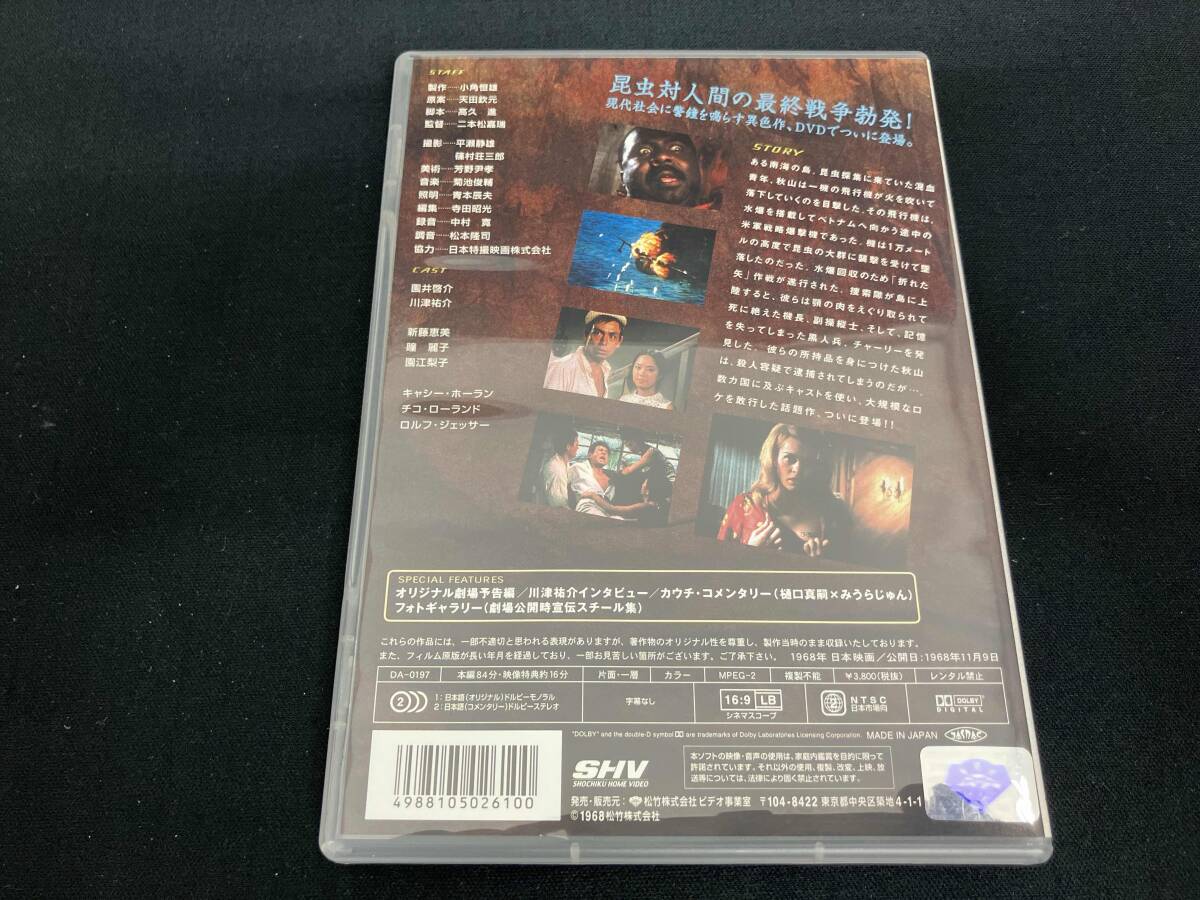 STAFF
製作……小角恒雄
原案……天田欽元
脚本……高久 進
監督……二本松嘉瑞
撮影……平瀬静雄
篠村荘三郎
美術……芳野尹孝
音楽……菊池俊輔
照明……青木辰夫
編集……寺田昭光
録音……中村 寛
調音……松本隆司
協力……日本特撮映画株式会社
CAST
園井啓介
川津祐介
新藤恵美
瞳 麗子
園江梨子
キャシー・ホーラン
チコ・ローランド
ロルフ・ジェッサー
昆虫対人間の最終戦争勃発!
現代社会に警鐘を鳴らす異色作、DVDでついに登場。
STORY
ある南海の島。昆虫採集に来ていた混血
青年、秋山は一機の飛行機が火を吹いて
落下していくのを目撃した。その飛行機は、
水爆を搭載してベトナムへ向かう途中の
米軍戦略爆撃機であった。機は1万メート
ルの高度で昆虫の大群に襲撃を受けて墜
落したのだった。水爆回収のため「折れた
矢」作戦が進行された。捜索隊が島に上
陸すると、彼らは顎の肉をえぐり取られて
死に絶えた機長、副操縦士、そして、記憶
を失ってしまった黒人兵、チャーリーを発
見した。彼らの所持品を身につけた秋山
は、殺人容疑で逮捕されてしまうのだが…。
数カ国に及ぶキャストを使い、大規模なロ
ケを敢行した話題作、ついに登場!!
SPECIAL FEATURES
オリジナル劇場予告編/川津祐介インタビュー/カウチ・コメンタリー(樋口真嗣×みうらじゅん)
フォトギャラリー(劇場公開時宣伝スチール集)
これらの作品には、一部不適切と思われる表現がありますが、著作物のオリジナル性を尊重し、製作当時のまま収録いたしております。
また、フィルム原版が長い年月を経過しており、一部お見苦しい箇所がございます。ご了承下さい。 1968年 日本映画/公開日:1968年11月9日
DA-0197 本編84分・映像特典約16分 片面・一層 カラー MPEG-2 複製不能 ¥3,800(税抜) レンタル禁止
2 1:日本語(オリジナル)ドルビーモノラル
2:日本語(コメンタリー)ドルビーステレオ
字幕なし
16:9 LB
シネマスコープ
2 NTSC
日本市場向
DOLBY
DIGITAL
"DOLBY" and the double-D symbol are trademarks of Dolby Laboratories Licensing Corporation. MADE IN JAPAN
4988105026100
SHV
SHOCHIKU HOME VIDEO
本ソフトの映像・音声の使用は、家庭内鑑賞を目的に限って
許諾されています。それ以外の使用、複製、改変、上映、放
送等については、法律により固く禁止されています。
発売・販売元: 松竹株式会社 ビデオ事業室 〒104-8422 東京都中央区築地4-1-1
©1968 松竹株式会社